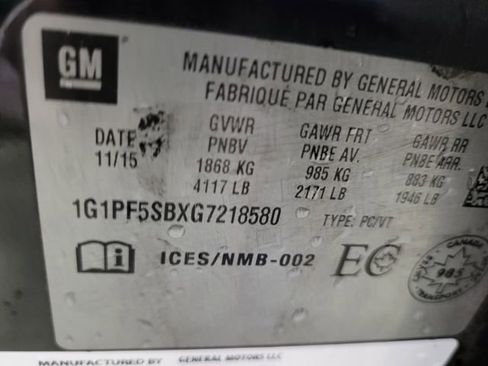 GM
MANUFACTURED BY GENERAL MOTORS
FABRIQUÉ PAR GENERAL MOTORS LLC
DATE GVWR GAWR FRT GAWR RR
11/15 PNBV PNBE AV. PNBE ARR.
1868 KG 985 KG 883 KG
4117 LB 2171 LB 1946 LB
1G1PF5SBXG7218580 TYPE: PC/VT
ICES/NMB-002 EC
CANADA
905
TRANSPORT
MANUFACTURED BY GENERAL MOTORS LLC